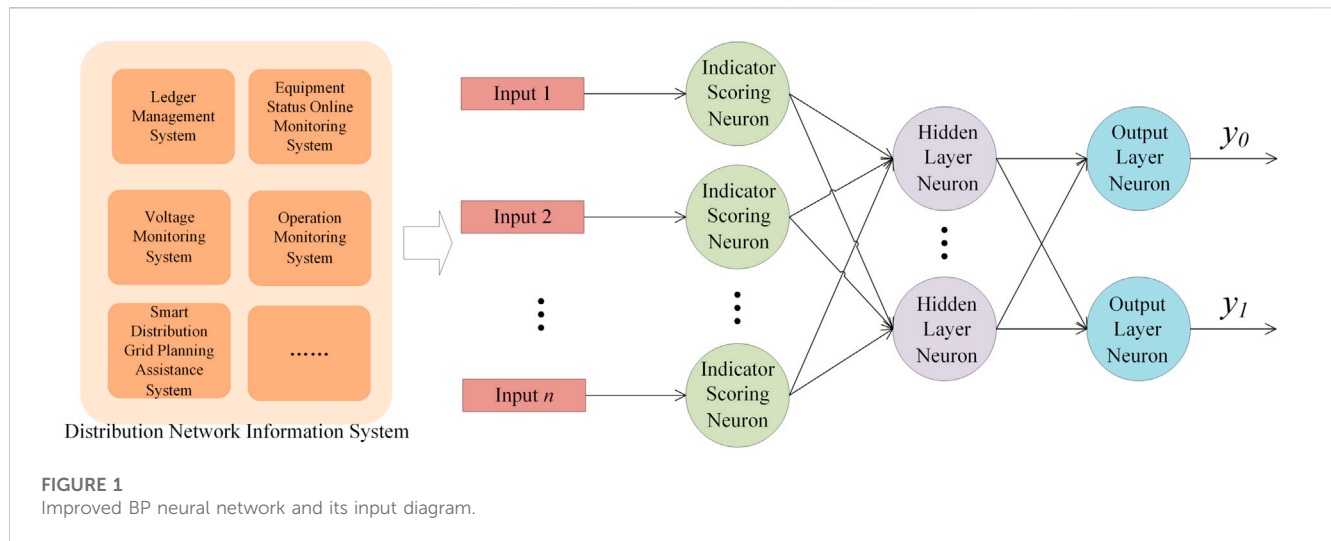 Ledger
Management
System
Equipment
Status Online
Monitoring
System
Voltage
Monitoring
System
Operation
Monitoring
System
Smart
Distribution
Grid Planning
Assistance
System
......
Distribution Network Information System
Input 1
Input 2
Input n
Indicator
Scoring
Neuron
Indicator
Scoring
Neuron
Indicator
Scoring
Neuron
Hidden
Layer
Neuron
Hidden
Layer
Neuron
Output
Layer
Neuron
Output
Layer
Neuron
y0
y1
FIGURE 1
Improved BP neural network and its input diagram.